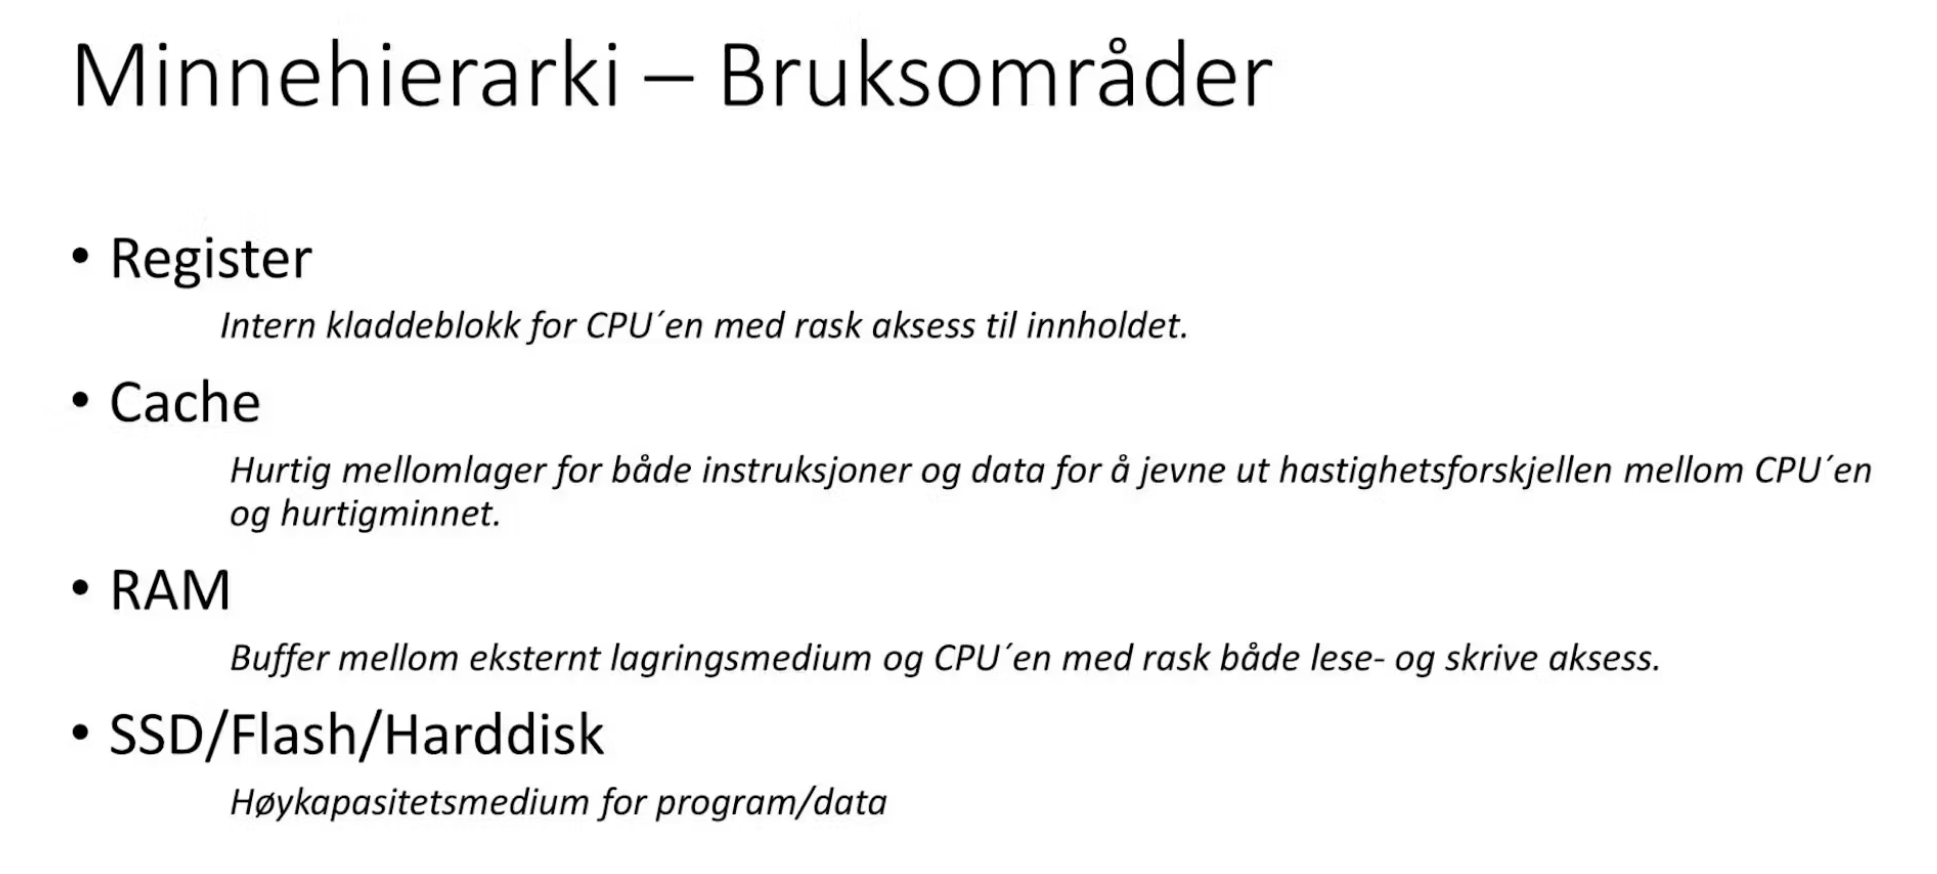 Minnehierarki – Bruksområder
• Register
Intern kladdeblokk for CPU´en med rask aksess til innholdet.
• Cache
Hurtig mellomlager for både instruksjoner og data for å jevne ut hastighetsforskjellen mellom CPU´en
og hurtigminnet.
• RAM
Buffer mellom eksternt lagringsmedium og CPU´en med rask både lese- og skrive aksess.
• SSD/Flash/Harddisk
Høykapasitetsmedium for program/data